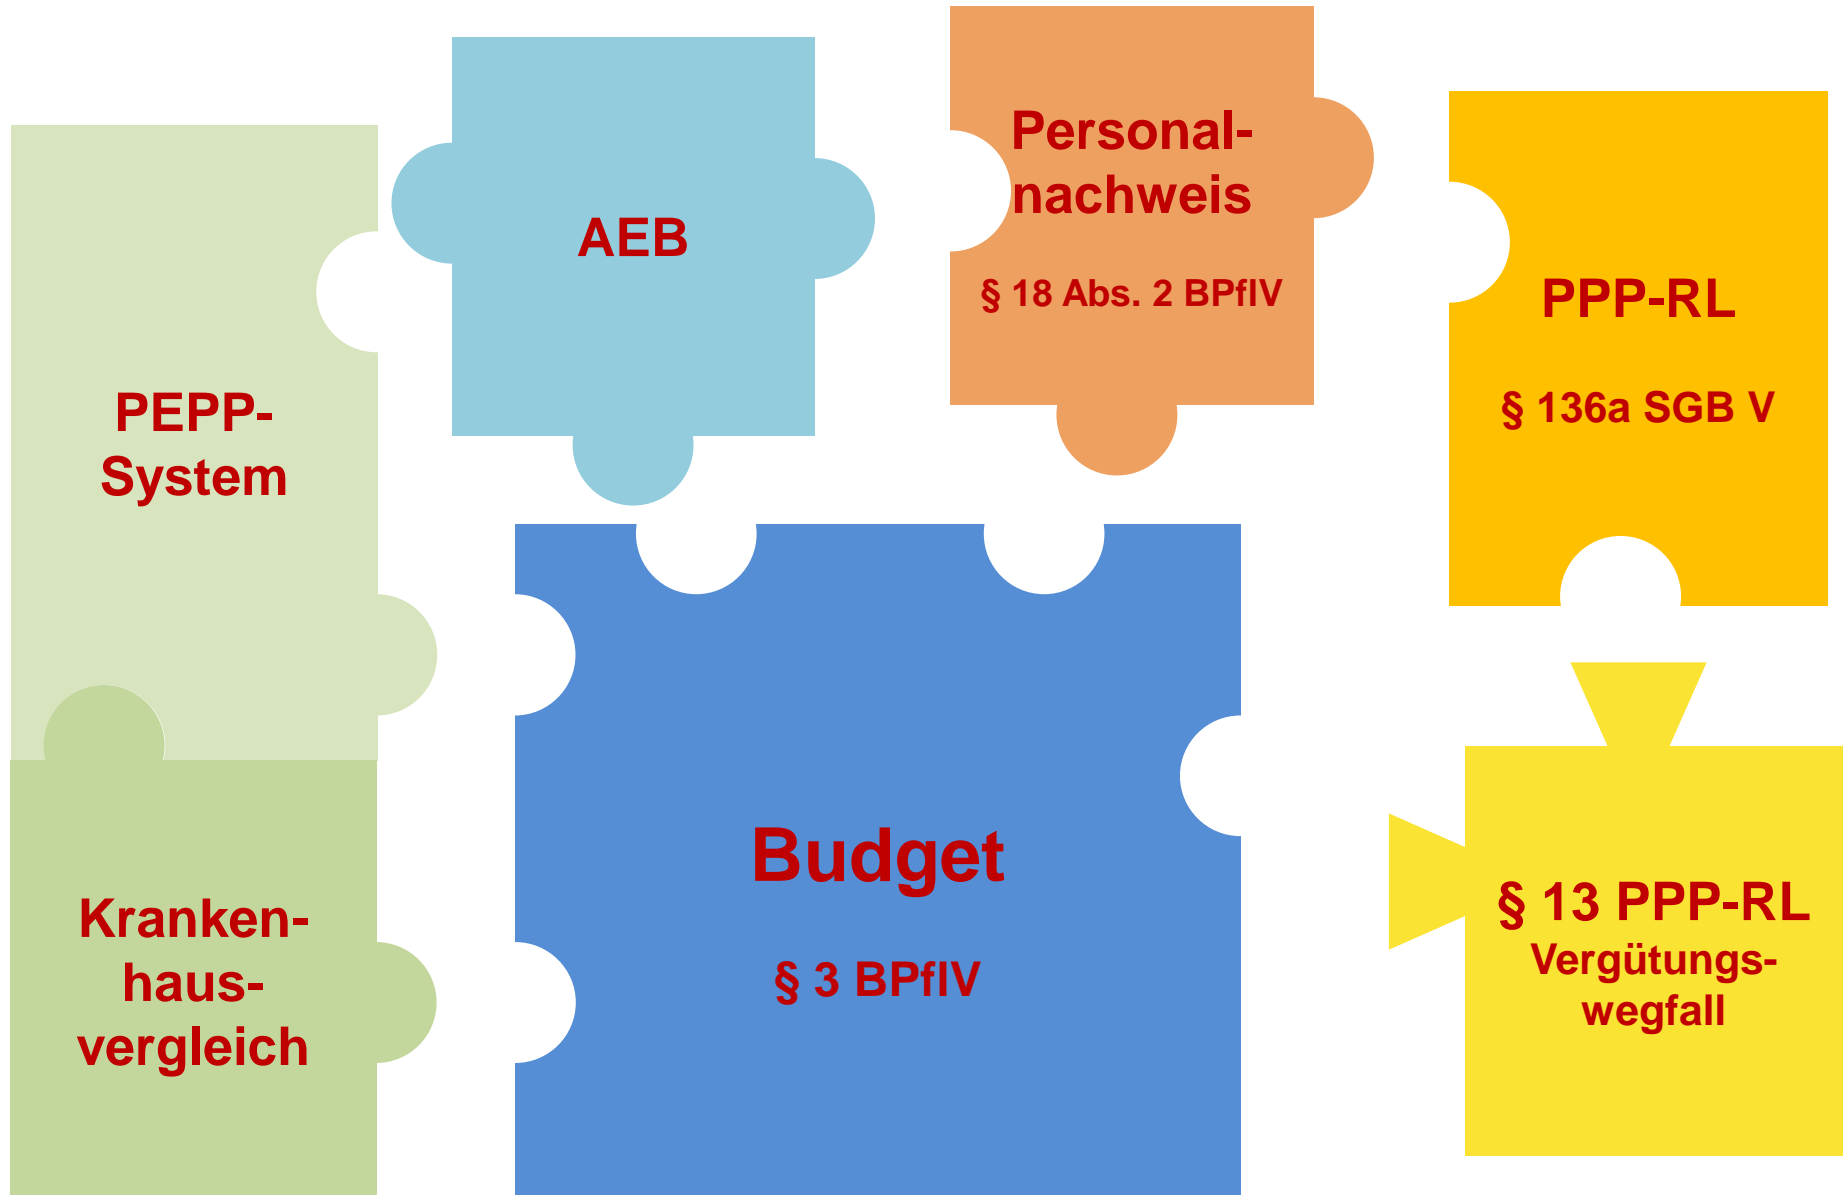 PEPP-
System
AEB
Personal-
nachweis
§ 18 Abs. 2 BPflV
PPP-RL
§ 136a SGB V
Kranken-
haus-
vergleich
Budget
§ 3 BPflV
§ 13 PPP-RL
Vergütungs-
wegfall